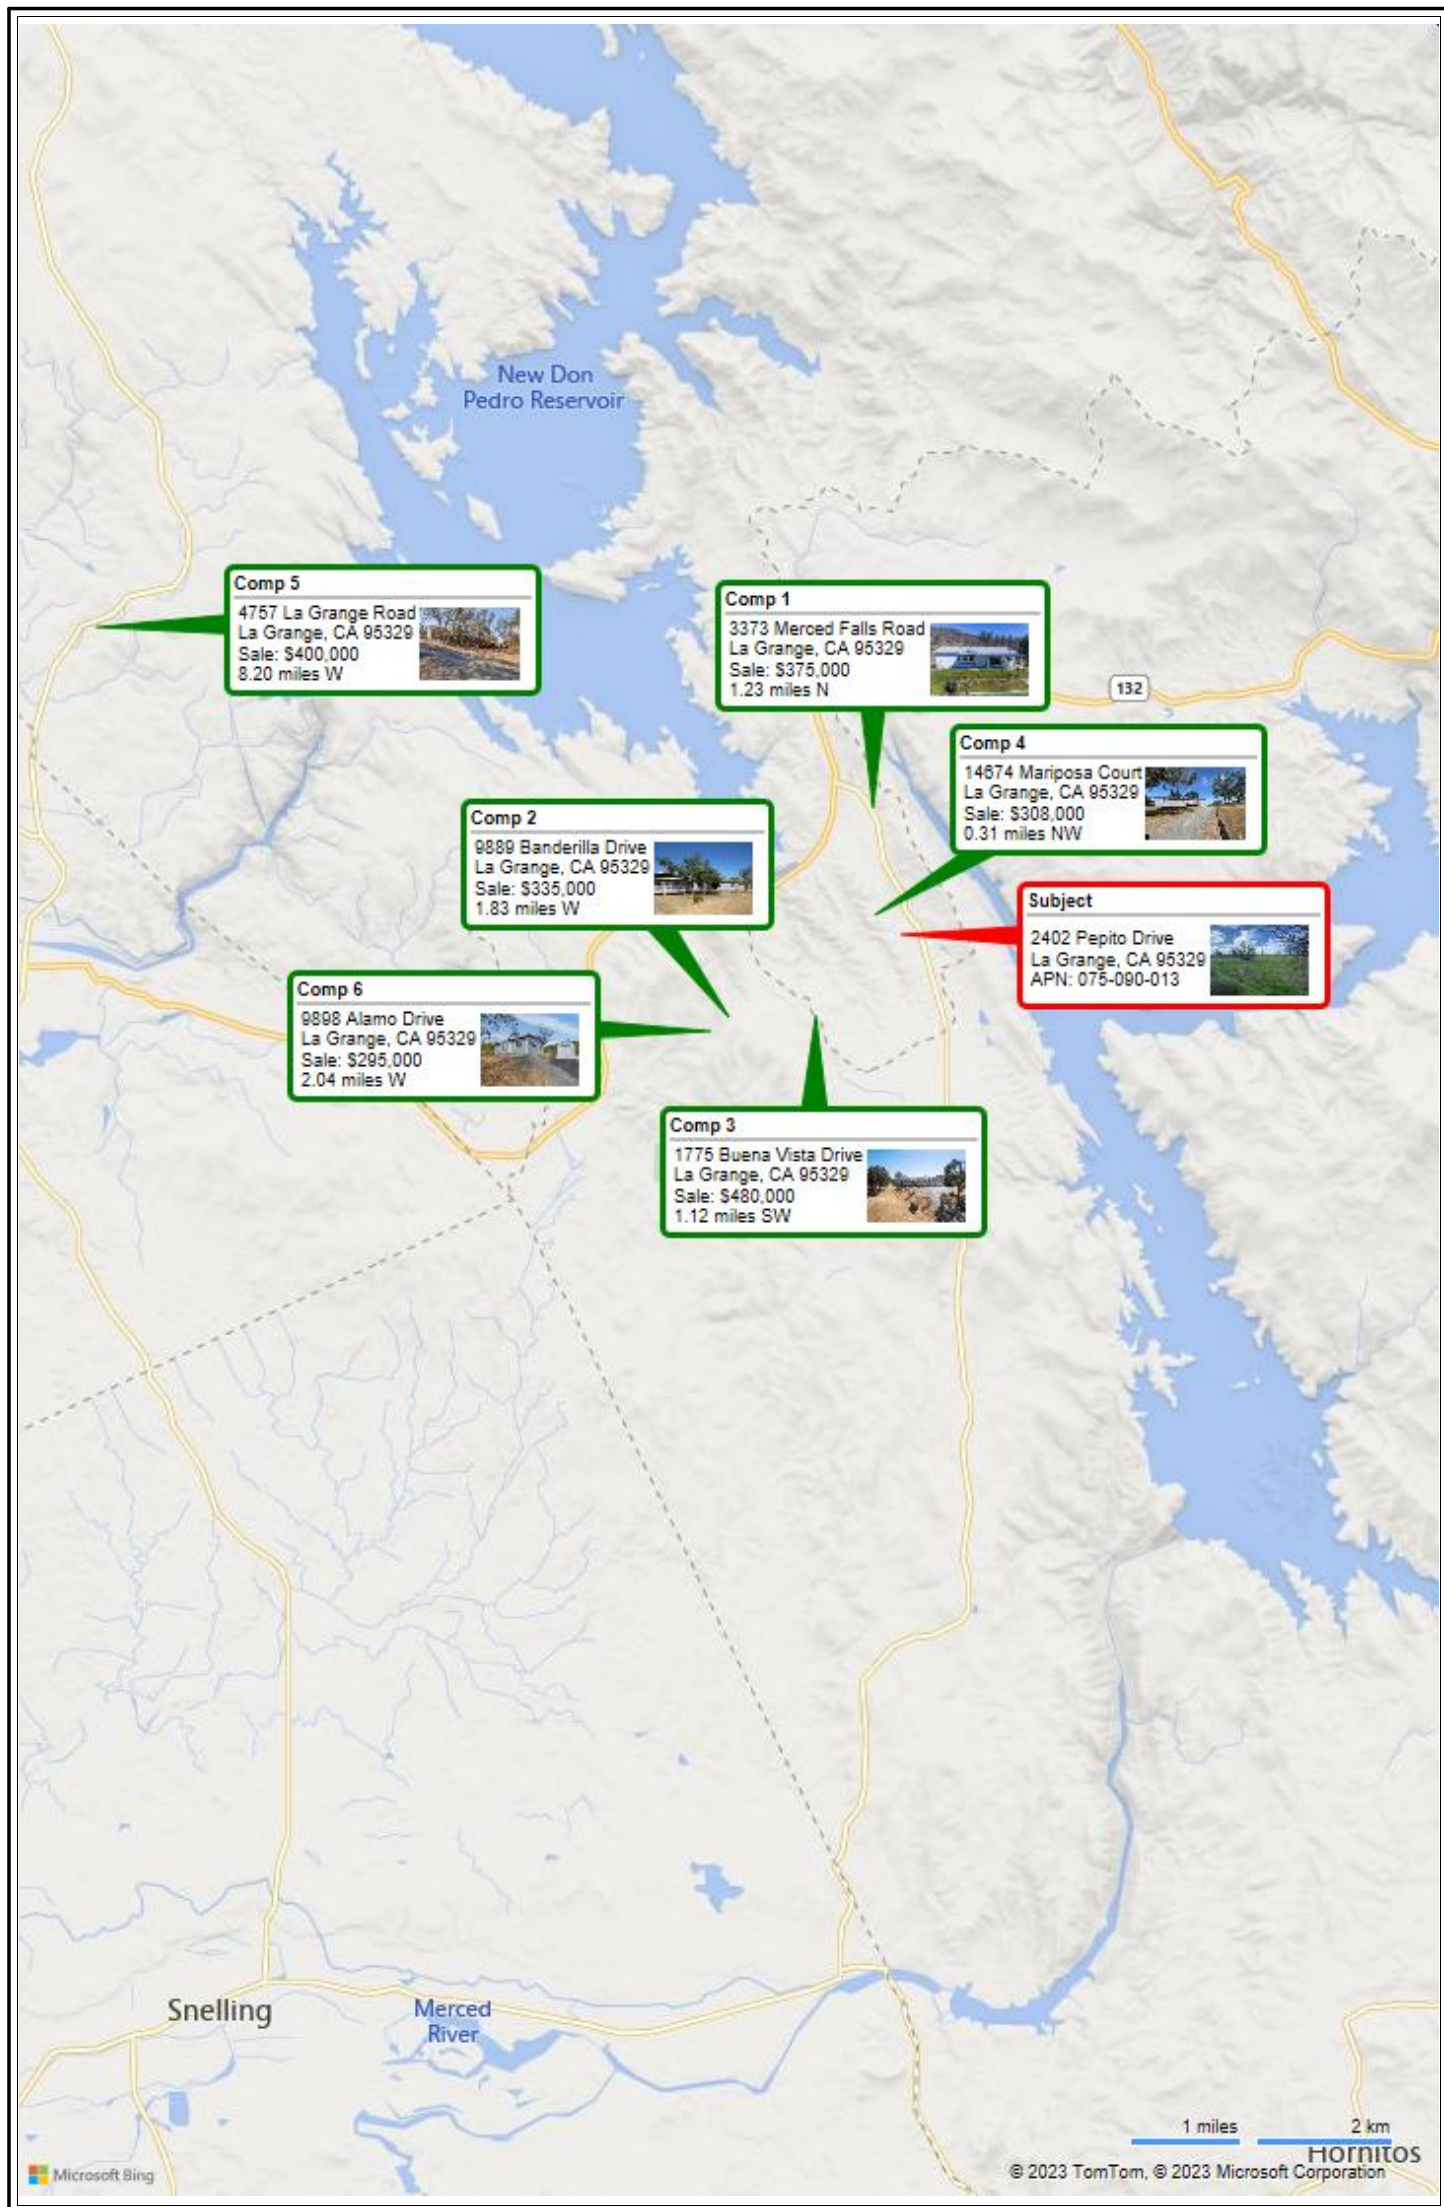 New Don
Pedro Reservoir
Comp 5
4757 La Grange Road
La Grange, CA 95329
Sale: $400,000
8.20 miles W
Comp 1
3373 Merced Falls Road
La Grange, CA 95329
Sale: $375,000
1.23 miles N
132
Comp 4
14674 Mariposa Court
La Grange, CA 95329
Sale: $308,000
0.31 miles NW
Comp 2
9889 Banderilla Drive
La Grange, CA 95329
Sale: $335,000
1.83 miles W
Subject
2402 Pepito Drive
La Grange, CA 95329
APN: 075-090-013
Comp 6
9898 Alamo Drive
La Grange, CA 95329
Sale: $295,000
2.04 miles W
Comp 3
1775 Buena Vista Drive
La Grange, CA 95329
Sale: $480,000
1.12 miles SW
Snelling
Merced
River
1 miles
2 km
Hornitos
Microsoft Bing
© 2023 TomTom, © 2023 Microsoft Corporation